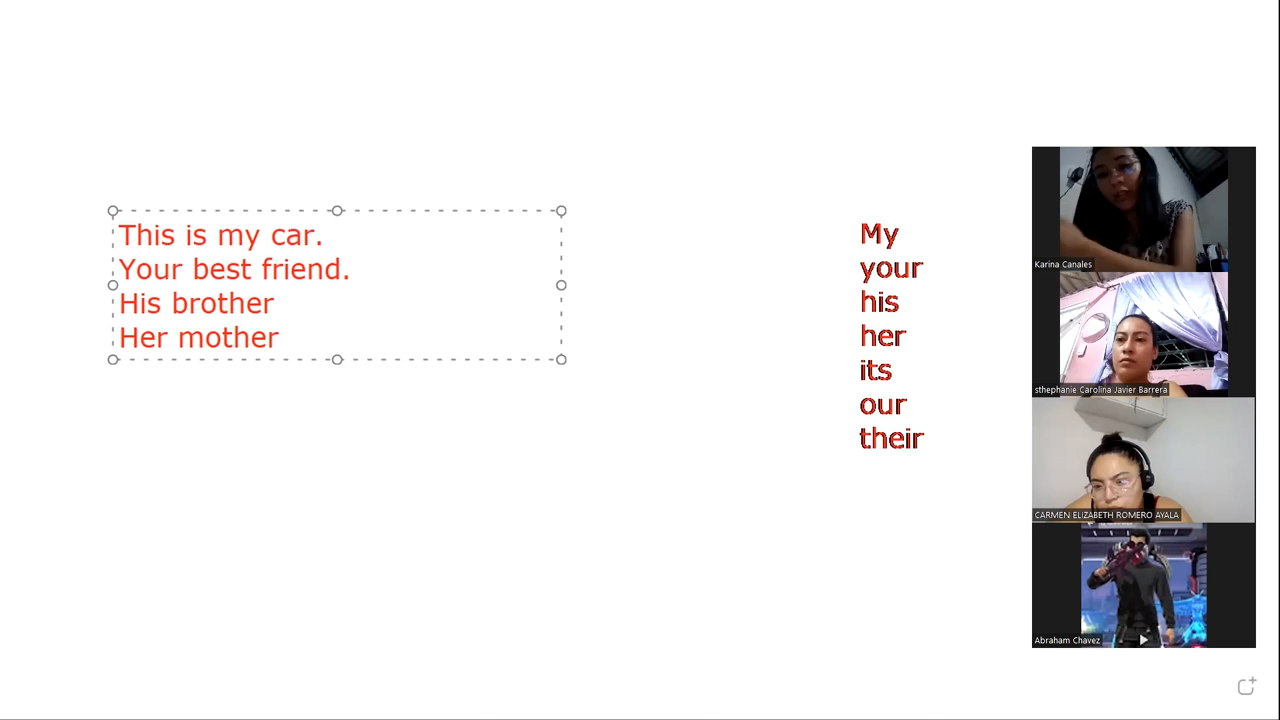 This is my car.
Your best friend.
His brother
Her mother
My
your
his
her
its
our
their
Karina Canales
sthephanie Carolina Javier Barrera
CARMEN ELIZABETH ROMERO AYALA
Abraham Chavez